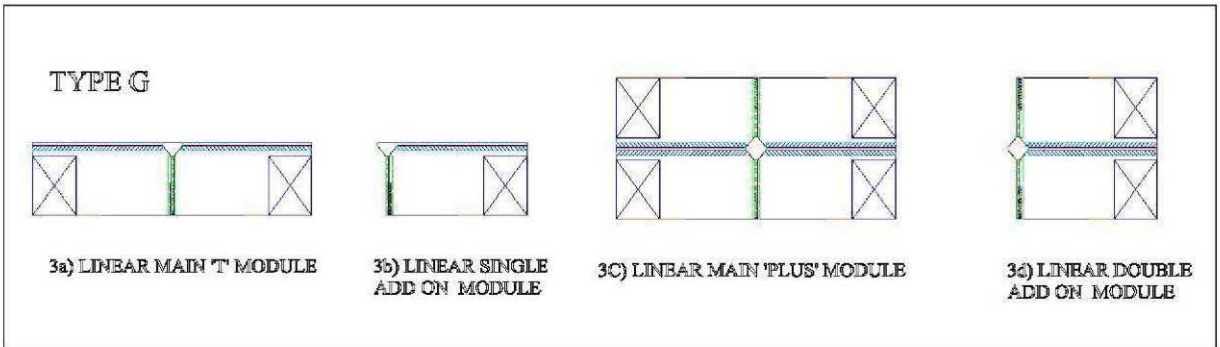 TYPE G
3a) LINEAR MAIN 'T' MODULE
3b) LINEAR SINGLE
ADD ON MODULE
3C) LINEAR MAIN 'PLUS' MODULE
3d) LINEAR DOUBLE
ADD ON MODULE